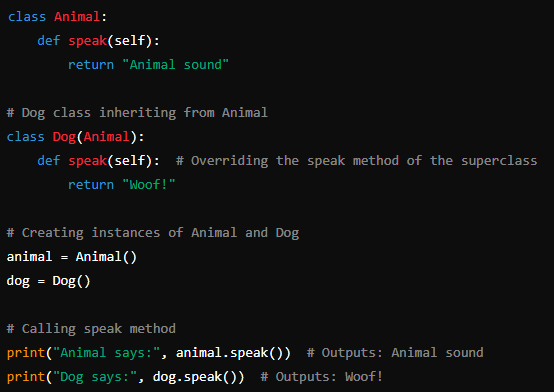 class Animal:
    def speak(self):
        return "Animal sound"

# Dog class inheriting from Animal
class Dog(Animal):
    def speak(self):  # Overriding the speak method of the superclass
        return "Woof!"

# Creating instances of Animal and Dog
animal = Animal()
dog = Dog()

# Calling speak method
print("Animal says:", animal.speak())  # Outputs: Animal sound
print("Dog says:", dog.speak())  # Outputs: Woof!